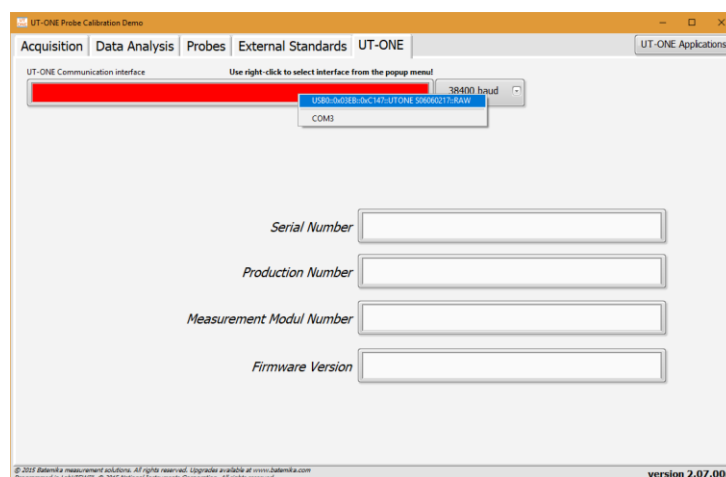 UT-ONE Probe Calibration Demo
Acquisition Data Analysis Probes External Standards UT-ONE UT-ONE Applications
UT-ONE Communication interface Use right-click to select interface from the popup menu!
38400 baud
USB0::0x03EB::0xC147::UTONE S06060217::RAW
COM3
Serial Number
Production Number
Measurement Modul Number
Firmware Version
© 2015 Batemika measurement solutions. All rights reserved. Upgrades available at www.batemika.com
version 2.07.00